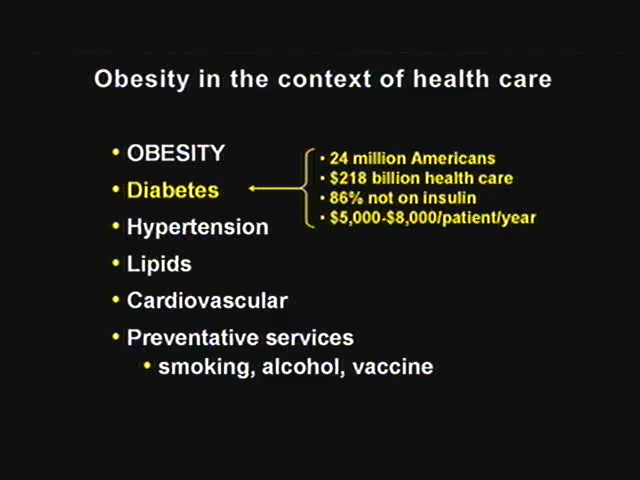 Obesity in the context of health care
• OBESITY
• Diabetes
• 24 million Americans
• $218 billion health care
• 86% not on insulin
• $5,000-$8,000/patient/year
• Hypertension
• Lipids
• Cardiovascular
• Preventative services
• smoking, alcohol, vaccine